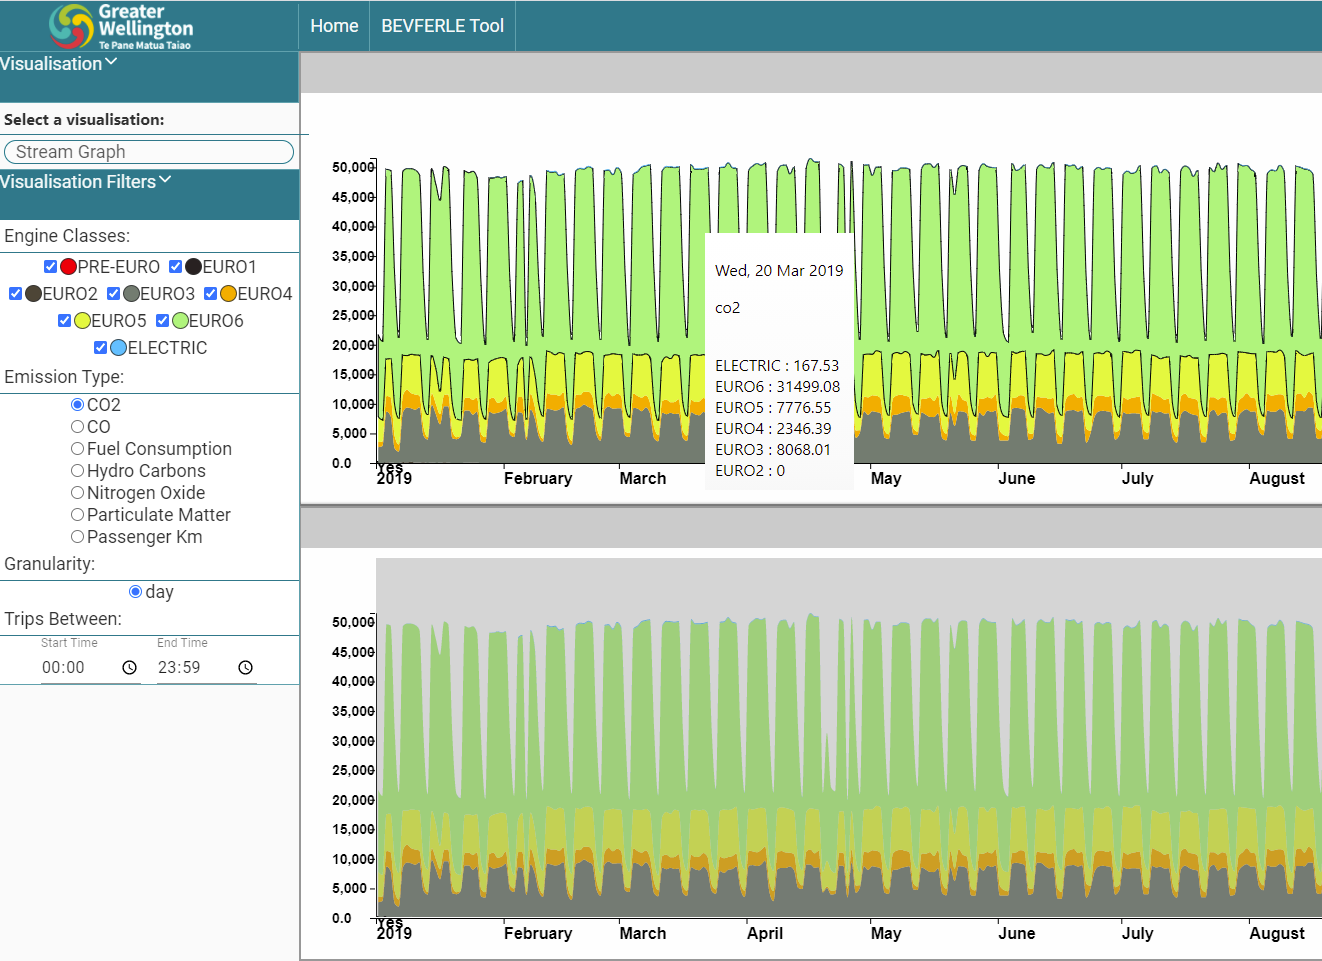 Greater
Wellington
Te Pane Matua Taiao
Home
BEVFERLE Tool
Visualisation
Select a visualisation:
Stream Graph
Visualisation Filters
Engine Classes:
PRE-EURO EURO1
EURO2 EURO3 EURO4
EURO5 EURO6
ELECTRIC
Emission Type:
CO2
CO
Fuel Consumption
Hydro Carbons
Nitrogen Oxide
Particulate Matter
Passenger Km
Granularity:
day
Trips Between:
Start Time End Time
00:00 23:59
50,000
45,000
40,000
35,000
30,000
25,000
20,000
15,000
10,000
5,000
0.0
Yes
2019 February March May June July August
Wed, 20 Mar 2019
co2
ELECTRIC : 167.53
EURO6 : 31499.08
EURO5 : 7776.55
EURO4 : 2346.39
EURO3 : 8068.01
EURO2 : 0
50,000
45,000
40,000
35,000
30,000
25,000
20,000
15,000
10,000
5,000
0.0
Yes
2019 February March April May June July August